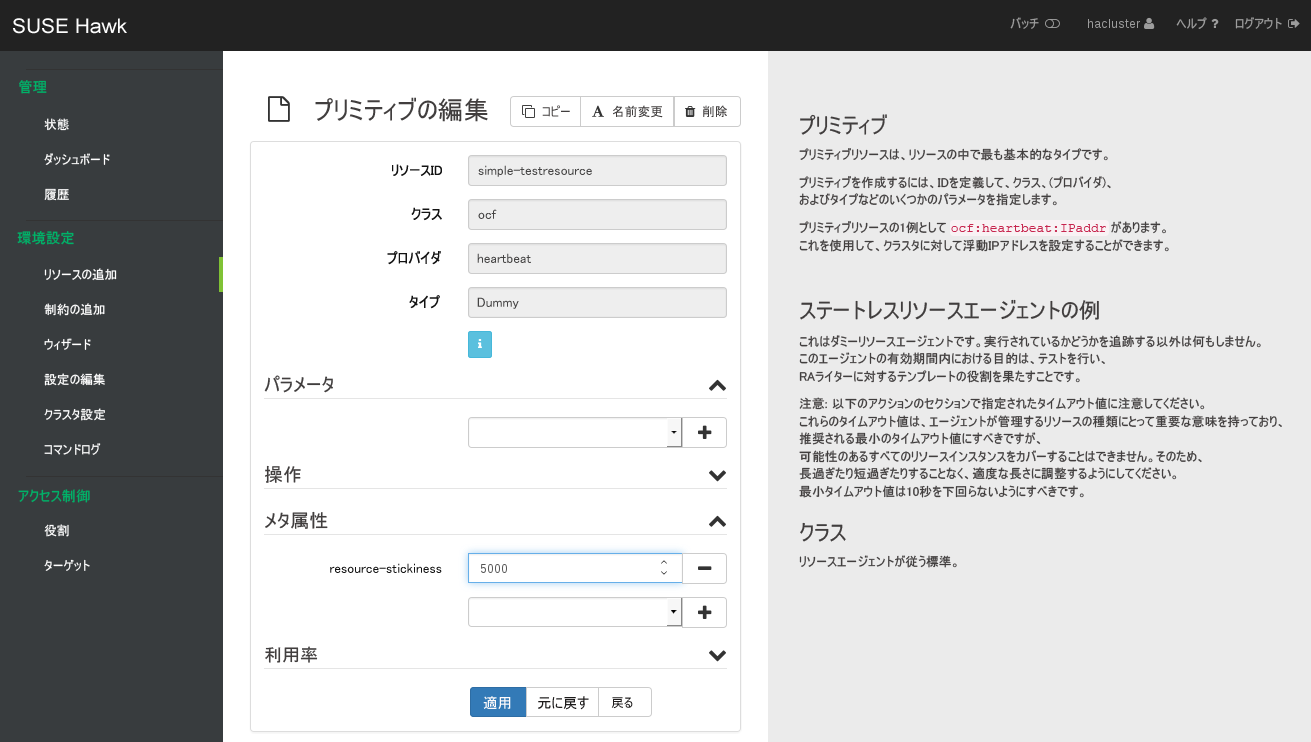 SUSE Hawk
バッチ
hacluster
ヘルプ ?
ログアウト
管理
状態
ダッシュボード
履歴
環境設定
リソースの追加
制約の追加
ウィザード
設定の編集
クラスタ設定
コマンドログ
アクセス制御
役割
ターゲット
プリミティブの編集
コピー
A 名前変更
削除
リソースID
simple-testresource
クラス
ocf
プロバイダ
heartbeat
タイプ
Dummy
i
パラメータ
操作
メタ属性
resource-stickiness
5000
利用率
適用
元に戻す
戻る
プリミティブ
プリミティブリソースは、リソースの中で最も基本的なタイプです。
プリミティブを作成するには、IDを定義して、クラス、(プロバイダ)、
およびタイプなどのいくつかのパラメータを指定します。
プリミティブリソースの1例として ocf:heartbeat:IPaddr があります。
これを使用して、クラスタに対して浮動IPアドレスを設定することができます。
ステートレスリソースエージェントの例
これはダミーリソースエージェントです。実行されているかどうかを追跡する以外は何もしません。
このエージェントの有効期間内における目的は、テストを行い、
RAライターに対するテンプレートの役割を果たすことです。
注意: 以下のアクションのセクションで指定されたタイムアウト値に注意してください。
これらのタイムアウト値は、エージェントが管理するリソースの種類にとって重要な意味を持っており、
推奨される最小のタイムアウト値にすべきですが、
可能性のあるすべてのリソースインスタンスをカバーすることはできません。そのため、
長過ぎたり短過ぎたりすることなく、適度な長さに調整するようにしてください。
最小タイムアウト値は10秒を下回らないようにすべきです。
クラス
リソースエージェントが従う標準。